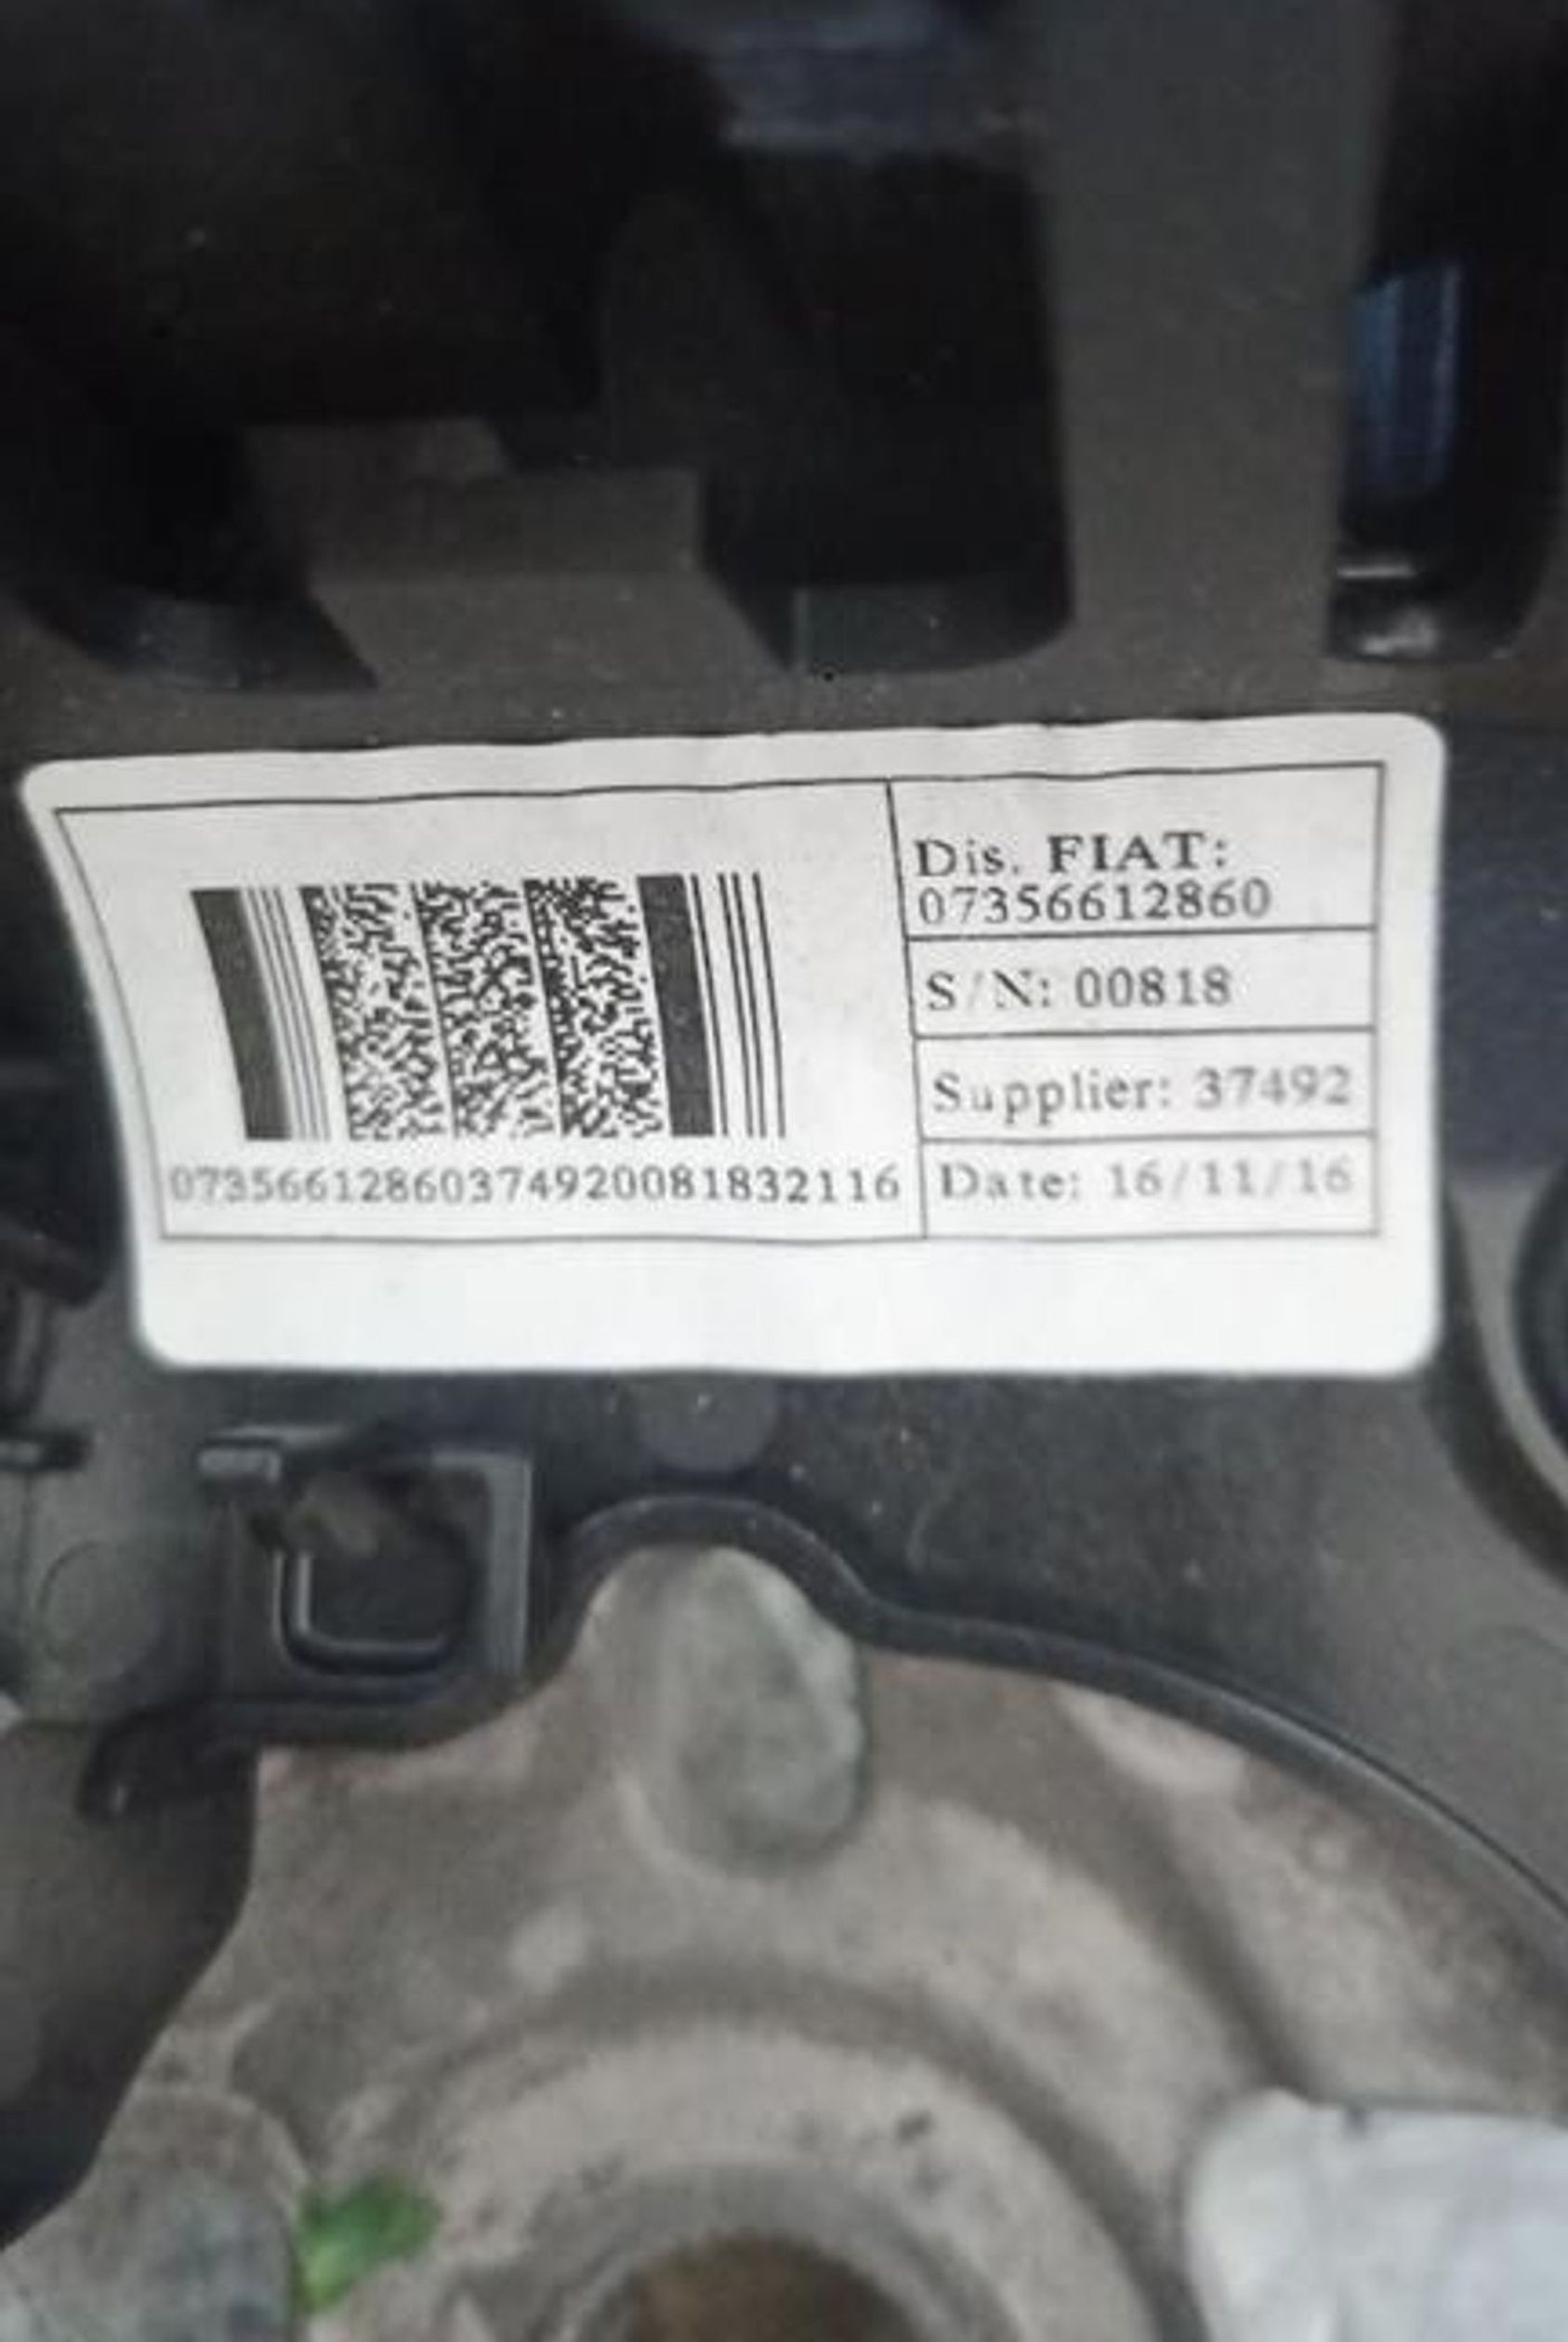 Dis. FIAT:
07356612860
S/N: 00818
Supplier: 37492
Date: 16/11/16
07356612860374920081832116